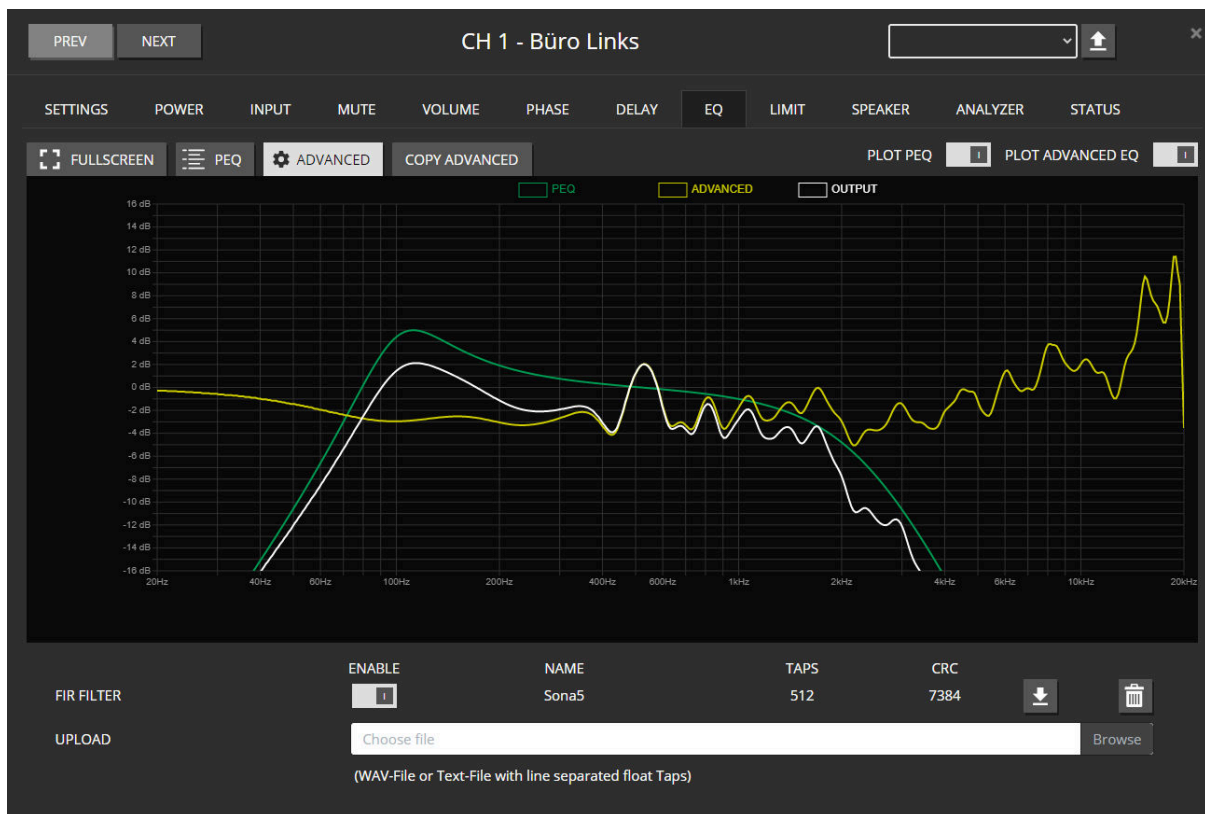 PREV NEXT CH 1 - Büro Links ×
SETTINGS POWER INPUT MUTE VOLUME PHASE DELAY EQ LIMIT SPEAKER ANALYZER STATUS
FULLSCREEN PEQ ADVANCED COPY ADVANCED PLOT PEQ I PLOT ADVANCED EQ I
PEQ ADVANCED OUTPUT
16 dB
14 dB
12 dB
10 dB
8 dB
6 dB
4 dB
2 dB
0 dB
-2 dB
-4 dB
-6 dB
-8 dB
-10 dB
-12 dB
-14 dB
-16 dB
20Hz 40Hz 60Hz 100Hz 200Hz 400Hz 600Hz 1kHz 2kHz 4kHz 6kHz 10kHz 20kHz
ENABLE NAME TAPS CRC
FIR FILTER I Sona5 512 7384
UPLOAD Choose file Browse
(WAV-File or Text-File with line separated float Taps)